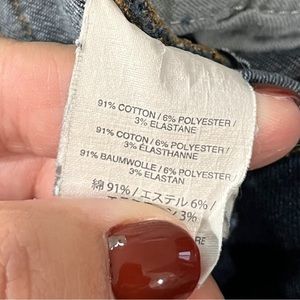 91% COTTON / 6% POLYESTER /
3% ELASTANE
91% COTON / 6% POLYESTER /
3% ELASTHANNE
91% BAUMWOLLE / 6% POLYESTER /
3% ELASTAN
綿 91% / エステル 6% /
3%